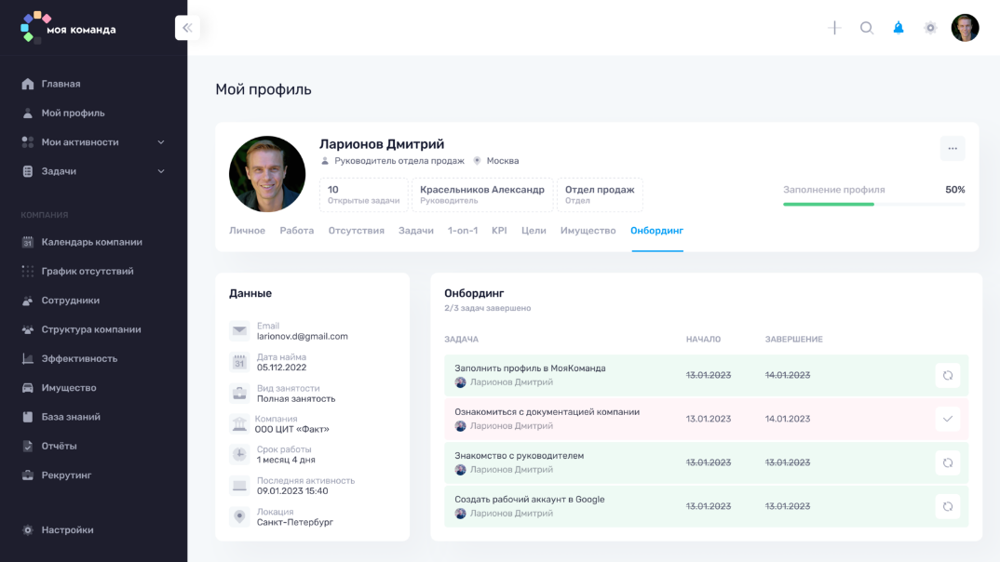 моя команда
Мой профиль
Главная
Мой профиль
Мои активности
Задачи
КОМПАНИЯ
31 Календарь компании
График отсутствий
Сотрудники
Структура компании
Эффективность
Имущество
База знаний
Отчёты
Рекрутинг
Настройки
Ларионов Дмитрий
Руководитель отдела продаж Москва
10 Красельников Александр Отдел продаж
Открытые задачи Руководитель Отдел
Заполнение профиля 50%
Личное Работа Отсутствия Задачи 1-on-1 KPI Цели Имущество Онбординг
Данные
Email
larionov.d@gmail.com
Дата найма
31
05.112.2022
Вид занятости
Полная занятость
Компания
ООО ЦИТ «Факт»
Срок работы
1 месяц 4 дня
Последняя активность
09.01.2023 15:40
Локация
Санкт-Петербург
Онбординг
2/3 задач завершено
ЗАДАЧА НАЧАЛО ЗАВЕРШЕНИЕ
Заполнить профиль в МояКоманда
Ларионов Дмитрий
13.01.2023 14.01.2023
Ознакомиться с документацией компании
Ларионов Дмитрий
13.01.2023 14.01.2023
Знакомство с руководителем
Ларионов Дмитрий
13.01.2023 13.01.2023
Создать рабочий аккаунт в Google
Ларионов Дмитрий
13.01.2023 13.01.2023